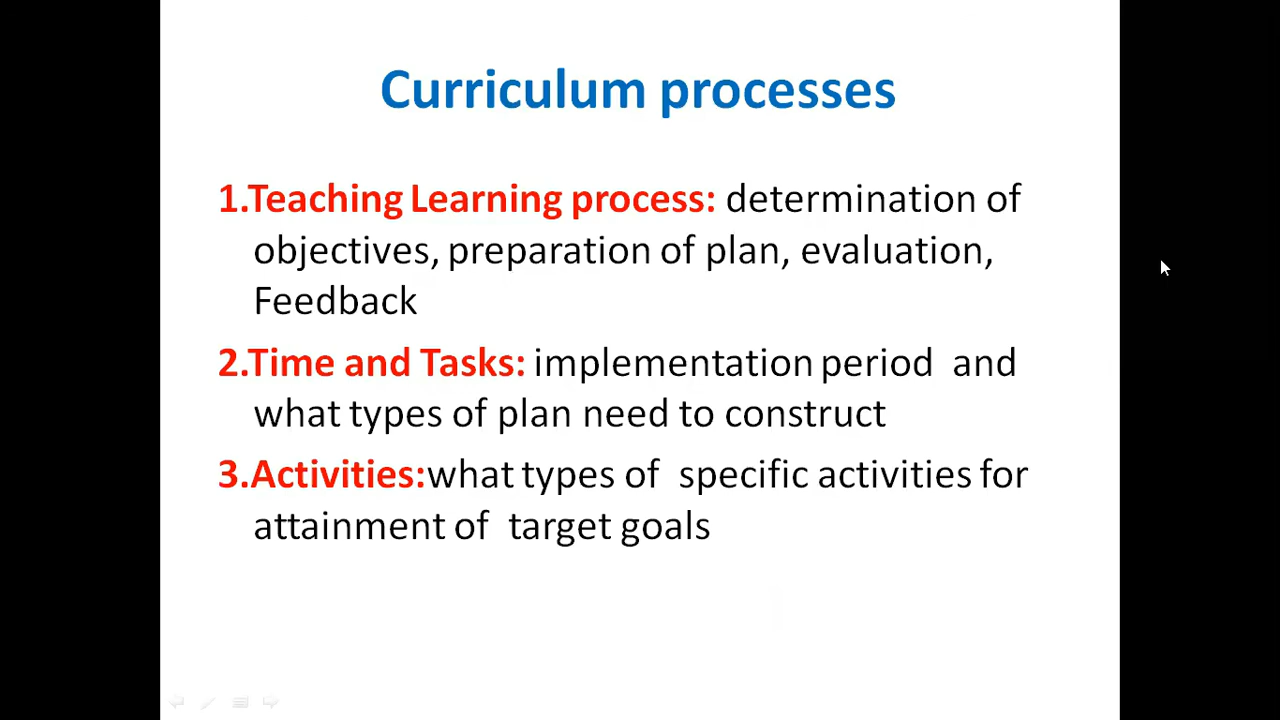 Curriculum processes
1.Teaching Learning process: determination of
objectives, preparation of plan, evaluation,
Feedback
2.Time and Tasks: implementation period and
what types of plan need to construct
3.Activities:what types of specific activities for
attainment of target goals